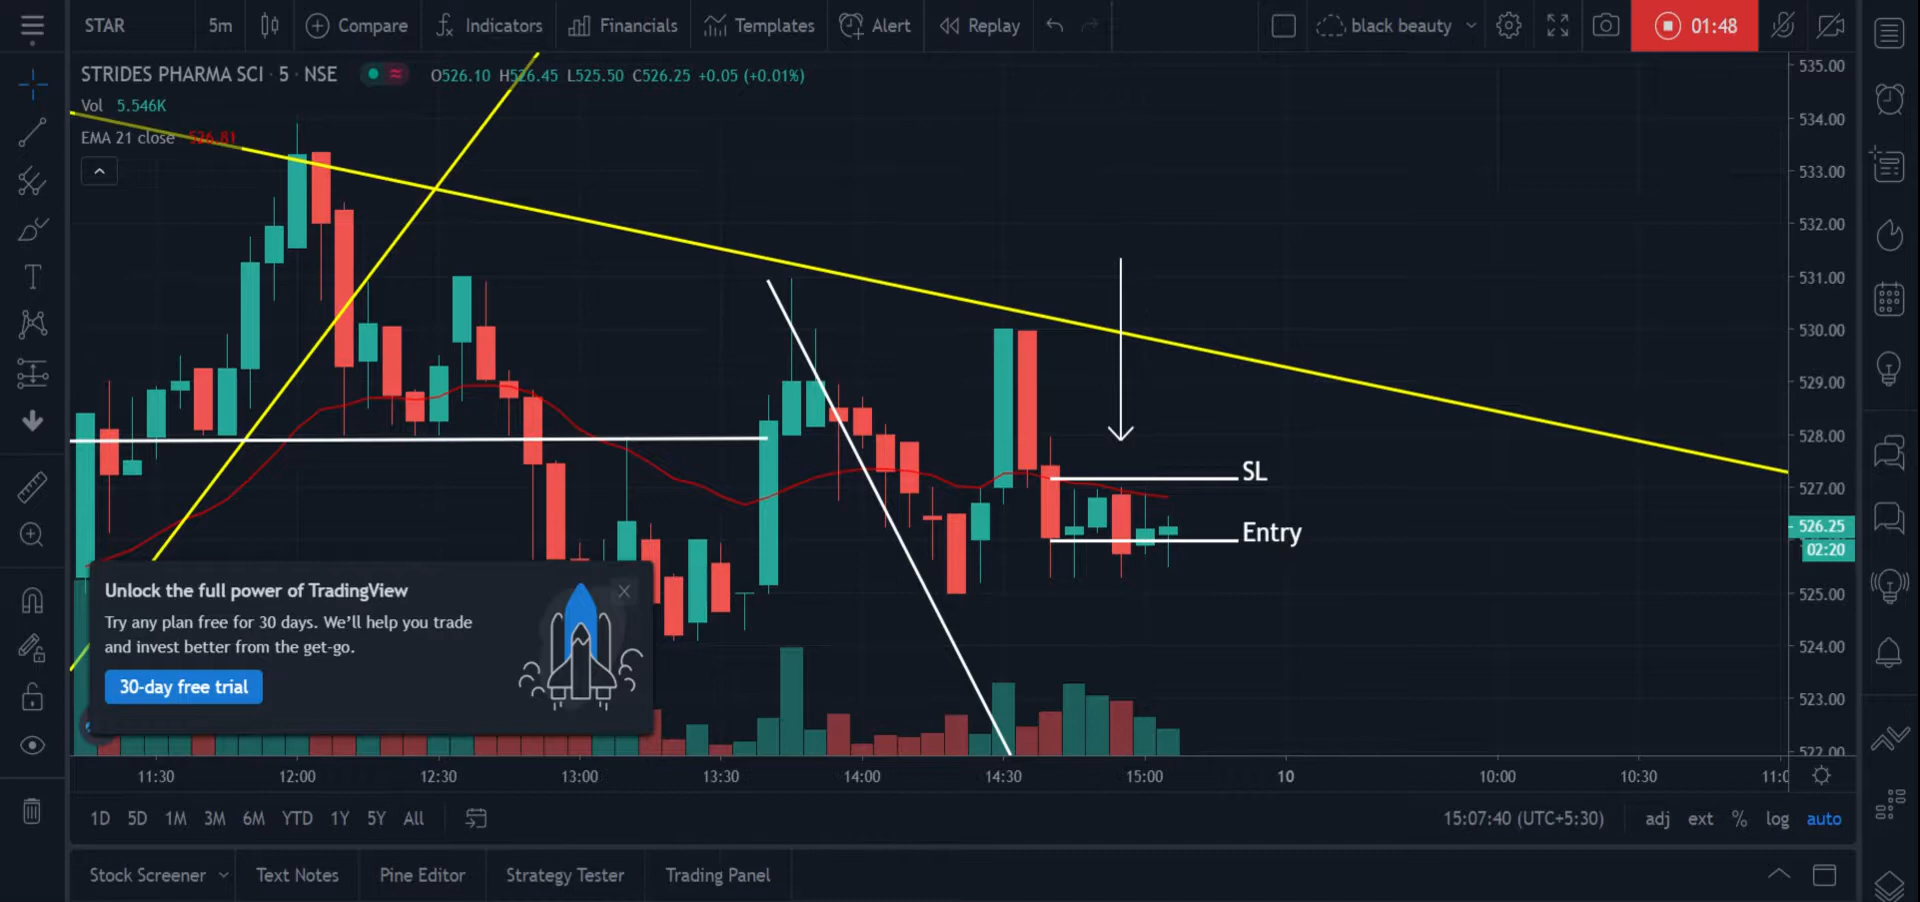 STAR 5m Compare Indicators Financials Templates Alert Replay black beauty 01:48
STRIDES PHARMA SCI · 5 · NSE O526.10 H526.45 L525.50 C526.25 +0.05 (+0.01%)
Vol 5.546K
EMA 21 close 526.81
535.00
534.00
533.00
532.00
531.00
530.00
529.00
528.00
527.00
526.25
02:20
525.00
524.00
523.00
522.00
SL
Entry
Unlock the full power of TradingView
Try any plan free for 30 days. We'll help you trade
and invest better from the get-go.
30-day free trial
11:30 12:00 12:30 13:00 13:30 14:00 14:30 15:00 10 10:00 10:30
1D 5D 1M 3M 6M YTD 1Y 5Y All 15:07:40 (UTC+5:30) adj ext % log auto
Stock Screener Text Notes Pine Editor Strategy Tester Trading Panel